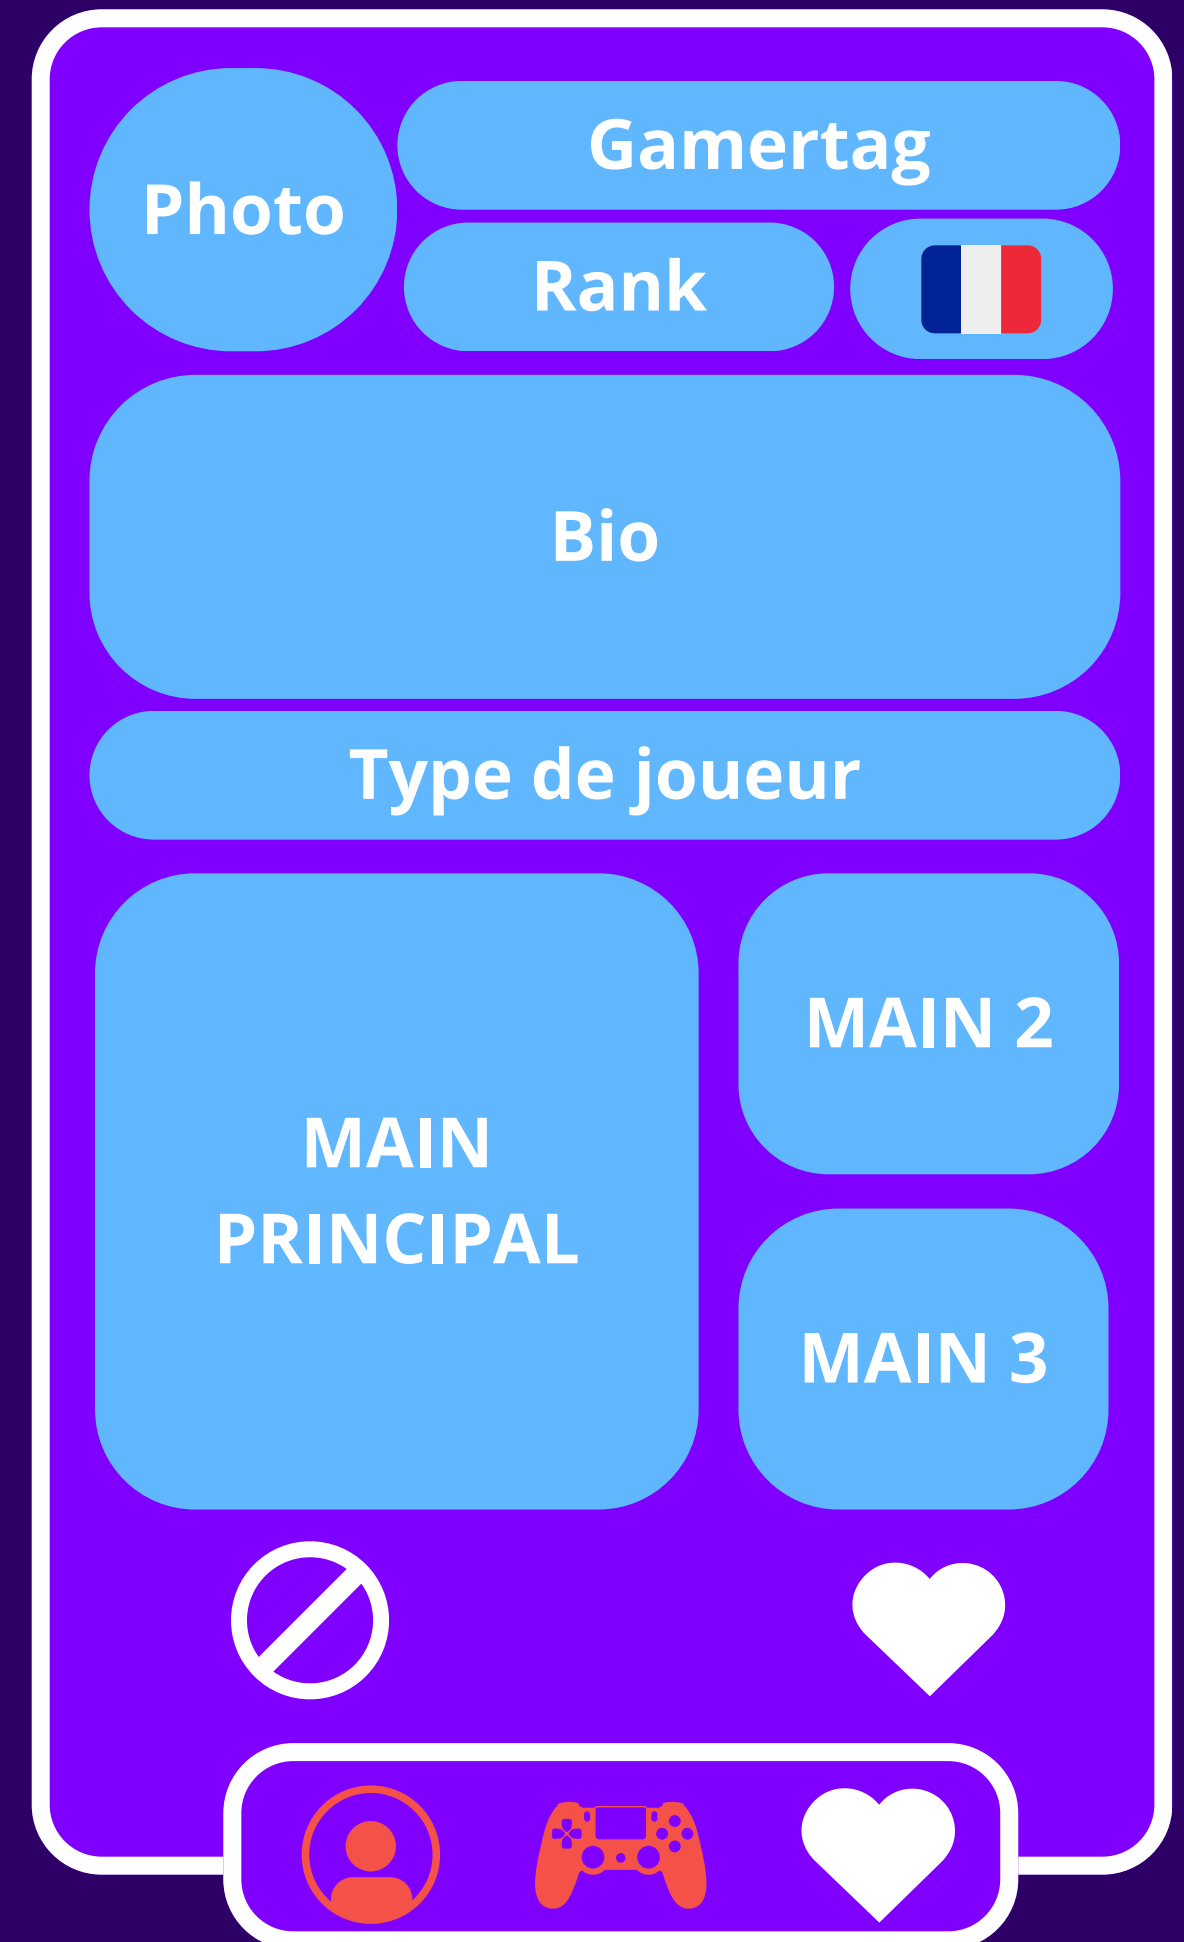 Photo
Gamertag
Rank
Bio
Type de joueur
MAIN
PRINCIPAL
MAIN 2
MAIN 3